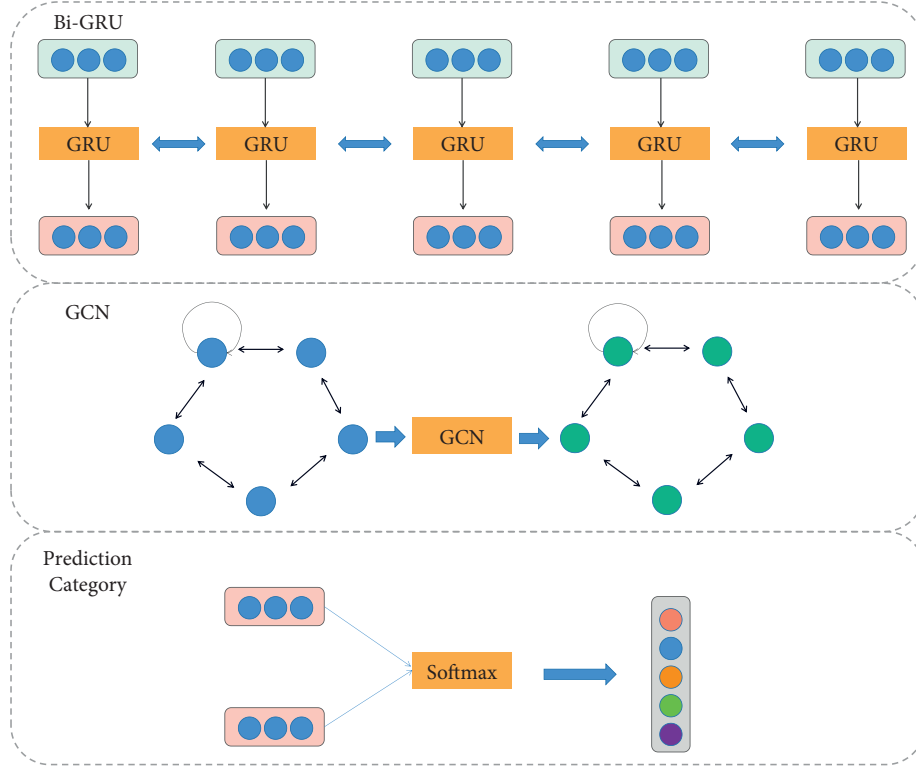 Bi-GRU
GRU
GRU
GRU
GRU
GRU
GCN
GCN
Prediction
Category
Softmax